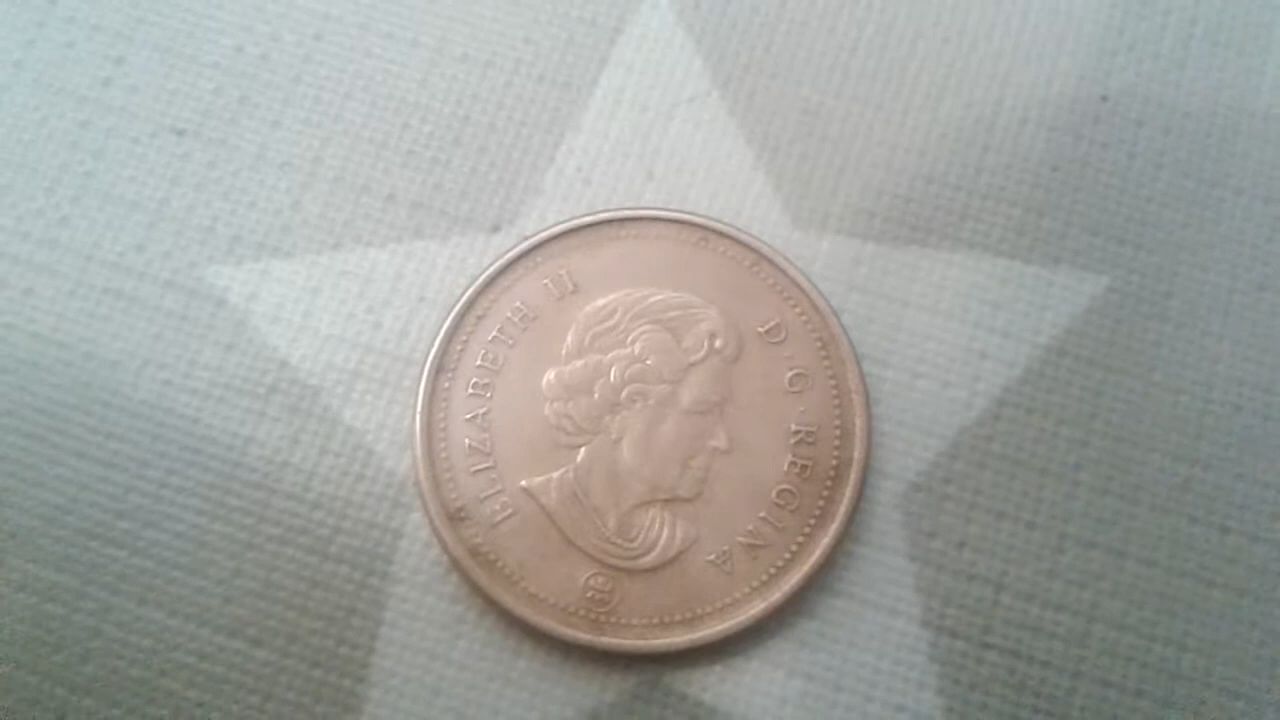 ELIZABETH II
D · G · REGINA